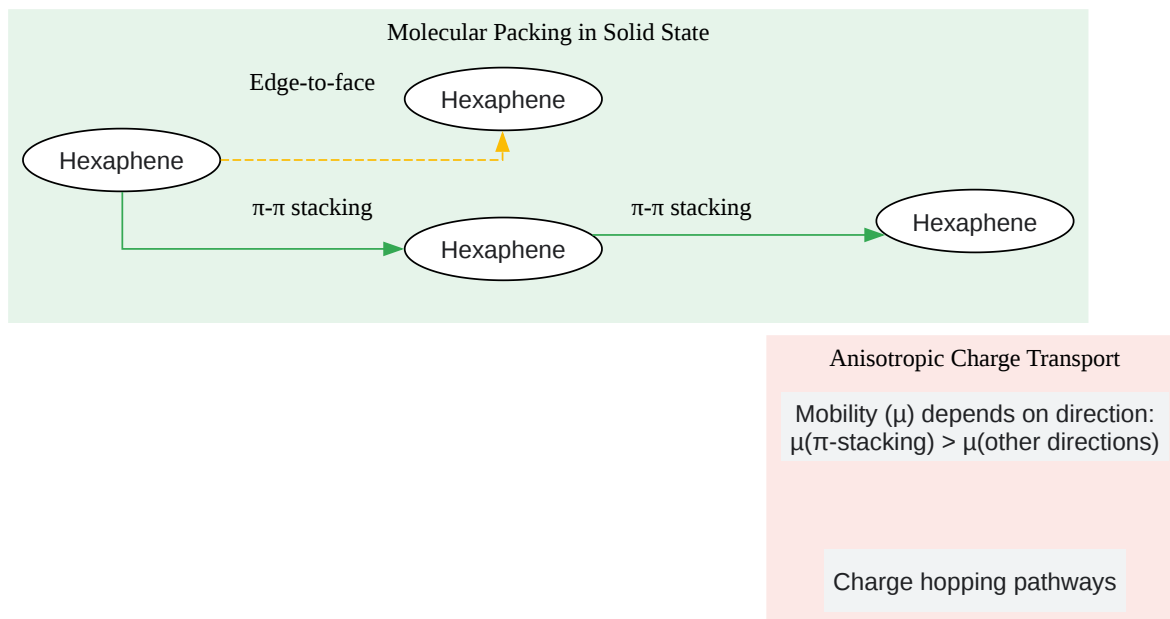 Molecular Packing in Solid State
Edge-to-face
Hexaphene
Hexaphene
π-π stacking
π-π stacking
Hexaphene
Hexaphene
Anisotropic Charge Transport
Mobility (μ) depends on direction:
μ(π-stacking) > μ(other directions)
Charge hopping pathways